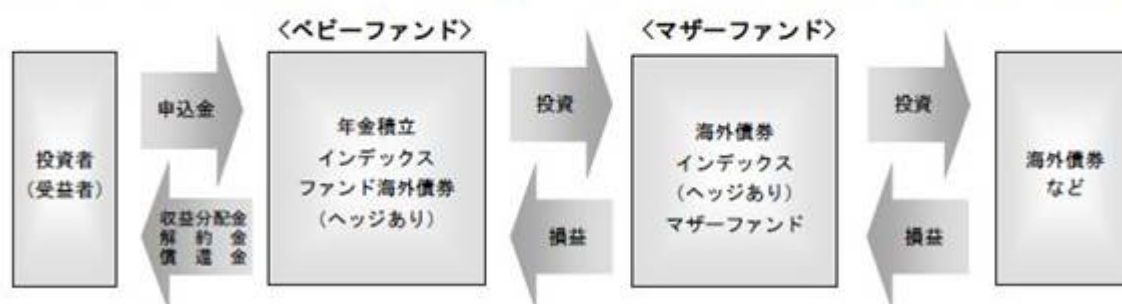 〈ベビーファンド〉
〈マザーファンド〉
投資者
(受益者)
申込金
収益分配金
解約金
償還金
年金積立
インデックス
ファンド海外債券
(ヘッジあり)
投資
損益
海外債券
インデックス
(ヘッジあり)
マザーファンド
投資
損益
海外債券
など